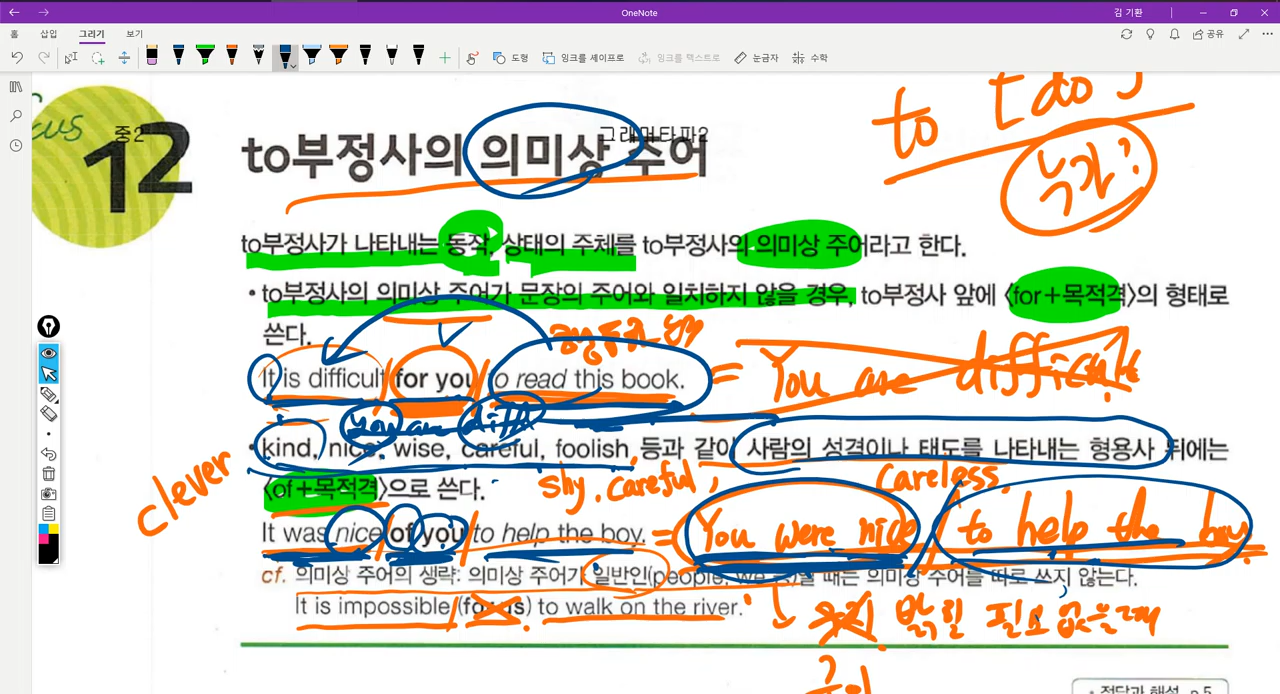 OneNote
김 기환
홈 삽입 그리기 보기
공유
도형 잉크를 셰이프로 잉크를 텍스트로 눈금자 수학
cus
중2
그래머타파2
12 to부정사의 의미상 주어
to [do]
누가?
to부정사가 나타내는 동작, 상태의 주체를 to부정사의 의미상 주어라고 한다.
• to부정사의 의미상 주어가 문장의 주어와 일치하지 않을 경우, to부정사 앞에 〈for+목적격〉의 형태로
쓴다.
It is difficult / for you / to read this book. = You are difficult
You are diff
• kind, nice, wise, careful, foolish 등과 같이 사람의 성격이나 태도를 나타내는 형용사 뒤에는
clever
〈of+목적격〉으로 쓴다.
shy, careful, careless.
It was nice / of you / to help the boy. = You were nice / to help the boy
cf. 의미상 주어의 생략: 의미상 주어가 일반인(people, we 등)일 때는 의미상 주어를 따로 쓰지 않는다.
It is impossible / (for us) to walk on the river.
굳이 밝힐 필요 없을 때
정답과 해설 p.5